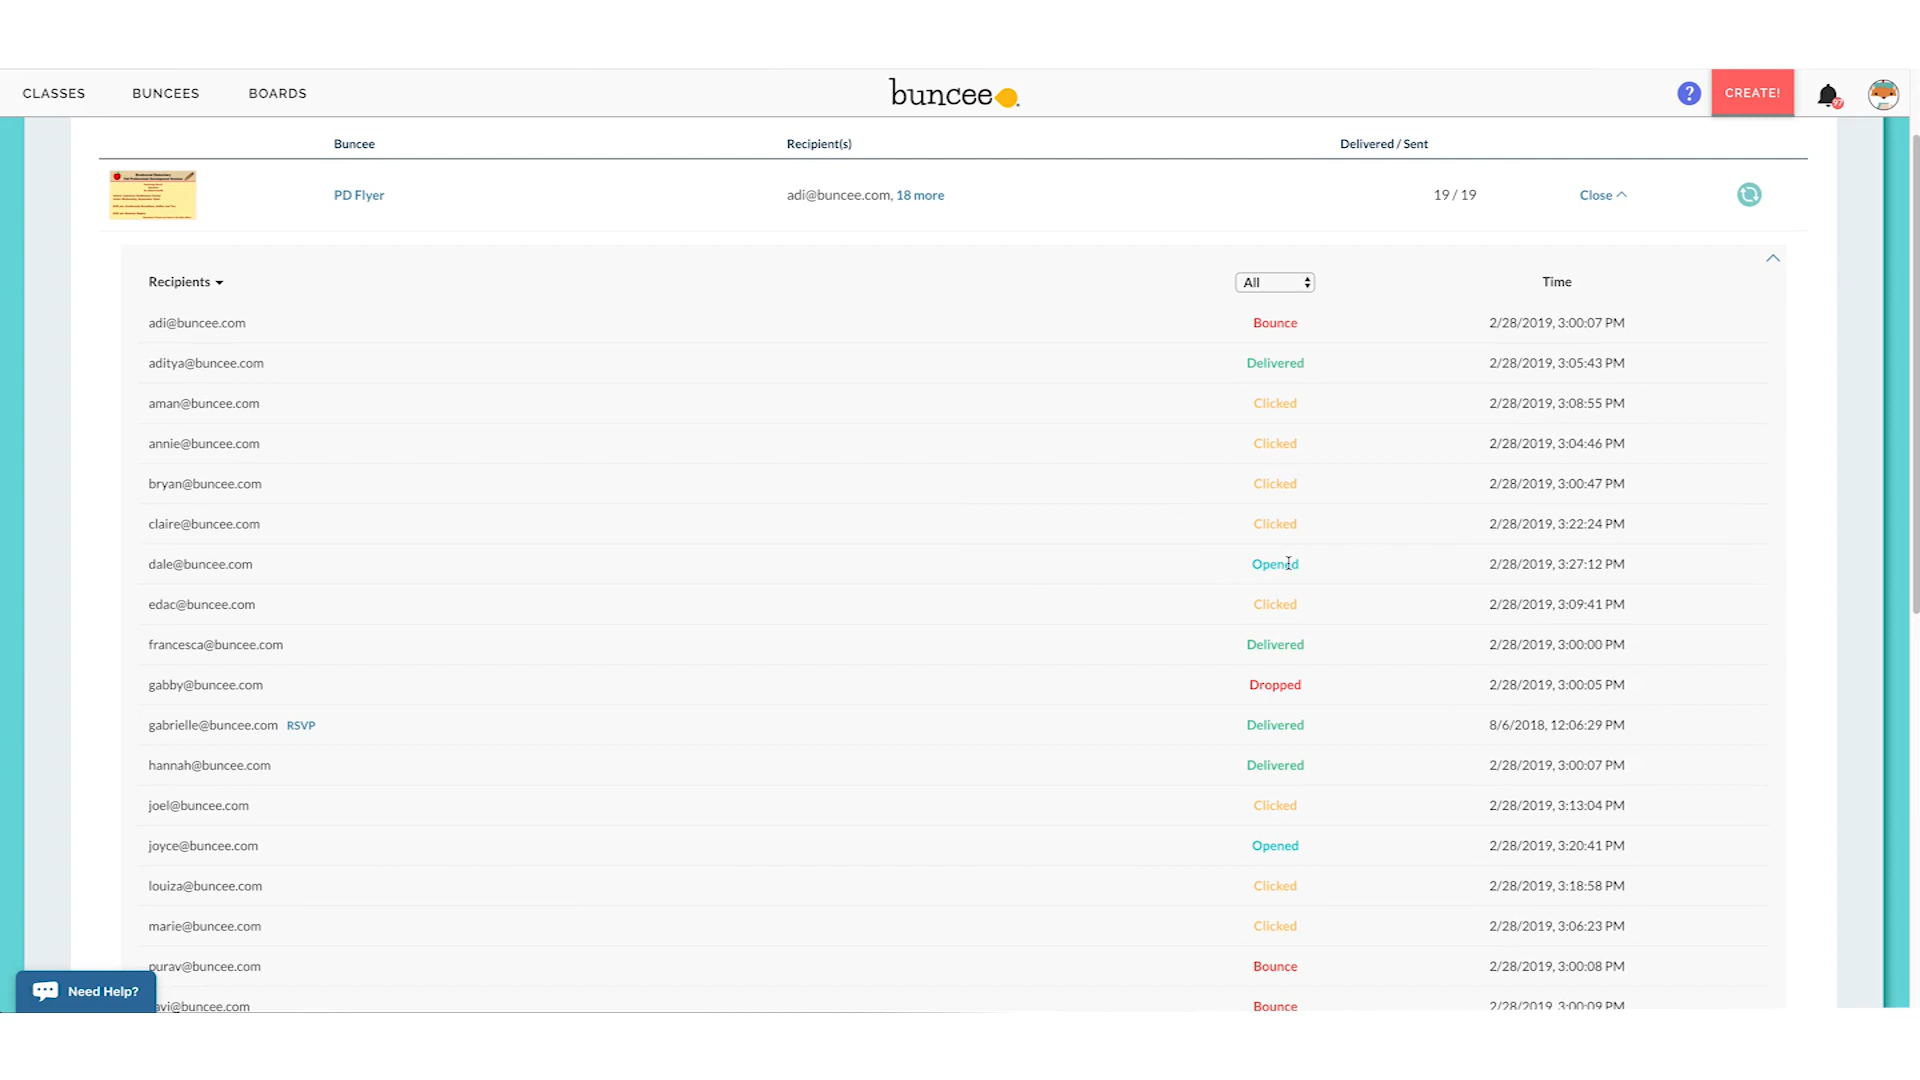 CLASSES BUNCEES BOARDS buncee ? CREATE! 97
Buncee Recipient(s) Delivered / Sent
PD Flyer adi@buncee.com, 18 more 19 / 19 Close
Recipients All Time
adi@buncee.com Bounce 2/28/2019, 3:00:07 PM
aditya@buncee.com Delivered 2/28/2019, 3:05:43 PM
aman@buncee.com Clicked 2/28/2019, 3:08:55 PM
annie@buncee.com Clicked 2/28/2019, 3:04:46 PM
bryan@buncee.com Clicked 2/28/2019, 3:00:47 PM
claire@buncee.com Clicked 2/28/2019, 3:22:24 PM
dale@buncee.com Opened 2/28/2019, 3:27:12 PM
edac@buncee.com Clicked 2/28/2019, 3:09:41 PM
francesca@buncee.com Delivered 2/28/2019, 3:00:00 PM
gabby@buncee.com Dropped 2/28/2019, 3:00:05 PM
gabrielle@buncee.com RSVP Delivered 8/6/2018, 12:06:29 PM
hannah@buncee.com Delivered 2/28/2019, 3:00:07 PM
joel@buncee.com Clicked 2/28/2019, 3:13:04 PM
joyce@buncee.com Opened 2/28/2019, 3:20:41 PM
louiza@buncee.com Clicked 2/28/2019, 3:18:58 PM
marie@buncee.com Clicked 2/28/2019, 3:06:23 PM
purav@buncee.com Bounce 2/28/2019, 3:00:08 PM
avi@buncee.com Bounce 2/28/2019, 3:00:09 PM
Need Help?